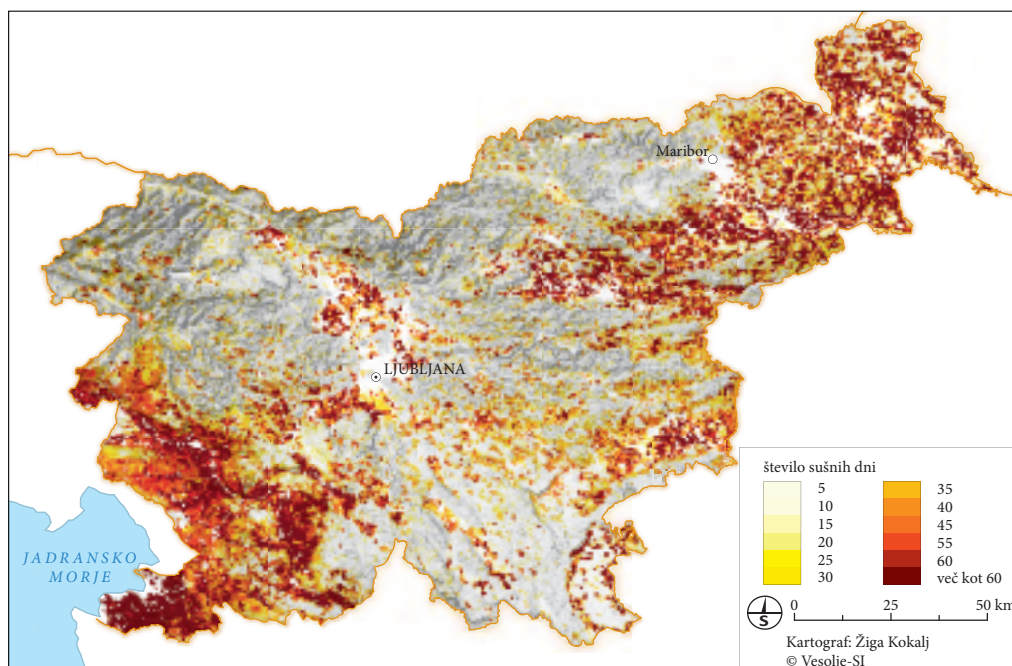 Maribor
LJUBLJANA
JADRANSKO
MORJE
število sušnih dni
5
10
15
20
25
30
35
40
45
55
60
več kot 60
S
0 25 50 km
Kartograf: Žiga Kokalj
© Vesolje-SI